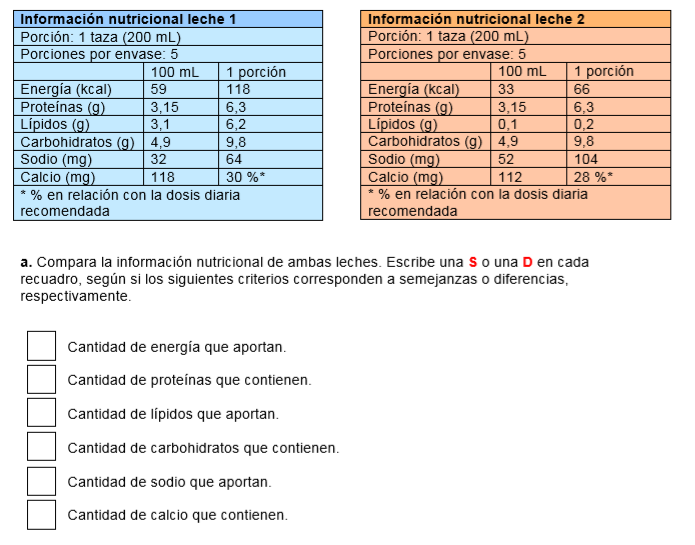 Información nutricional leche 1
Porción: 1 taza (200 mL)
Porciones por envase: 5
100 mL 1 porción
Energía (kcal) 59 118
Proteínas (g) 3,15 6,3
Lípidos (g) 3,1 6,2
Carbohidratos (g) 4,9 9,8
Sodio (mg) 32 64
Calcio (mg) 118 30 %*
* % en relación con la dosis diaria
recomendada
Información nutricional leche 2
Porción: 1 taza (200 mL)
Porciones por envase: 5
100 mL 1 porción
Energía (kcal) 33 66
Proteínas (g) 3,15 6,3
Lípidos (g) 0,1 0,2
Carbohidratos (g) 4,9 9,8
Sodio (mg) 52 104
Calcio (mg) 112 28 %*
* % en relación con la dosis diaria
recomendada
a. Compara la información nutricional de ambas leches. Escribe una S o una D en cada
recuadro, según si los siguientes criterios corresponden a semejanzas o diferencias,
respectivamente.
Cantidad de energía que aportan.
Cantidad de proteínas que contienen.
Cantidad de lípidos que aportan.
Cantidad de carbohidratos que contienen.
Cantidad de sodio que aportan.
Cantidad de calcio que contienen.